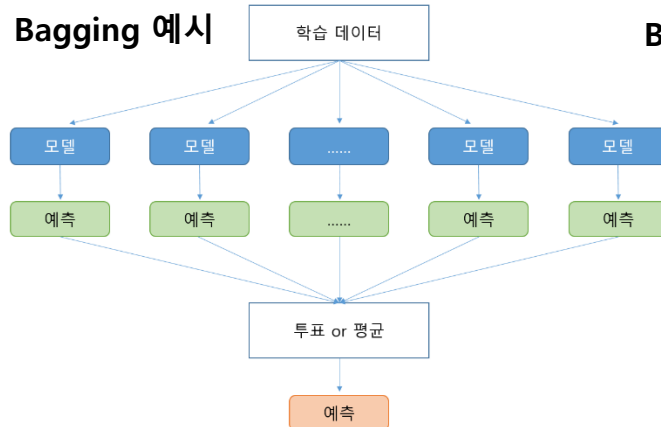 Bagging 예시
학습 데이터
B
모델 모델 ...... 모델 모델
예측 예측 ...... 예측 예측
투표 or 평균
예측